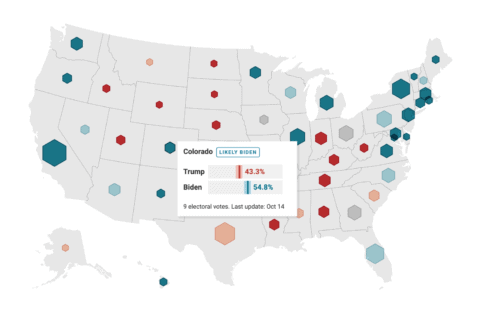 Colorado LIKELY BIDEN
Trump 43.3%
Biden 54.8%
9 electoral votes. Last update: Oct 14